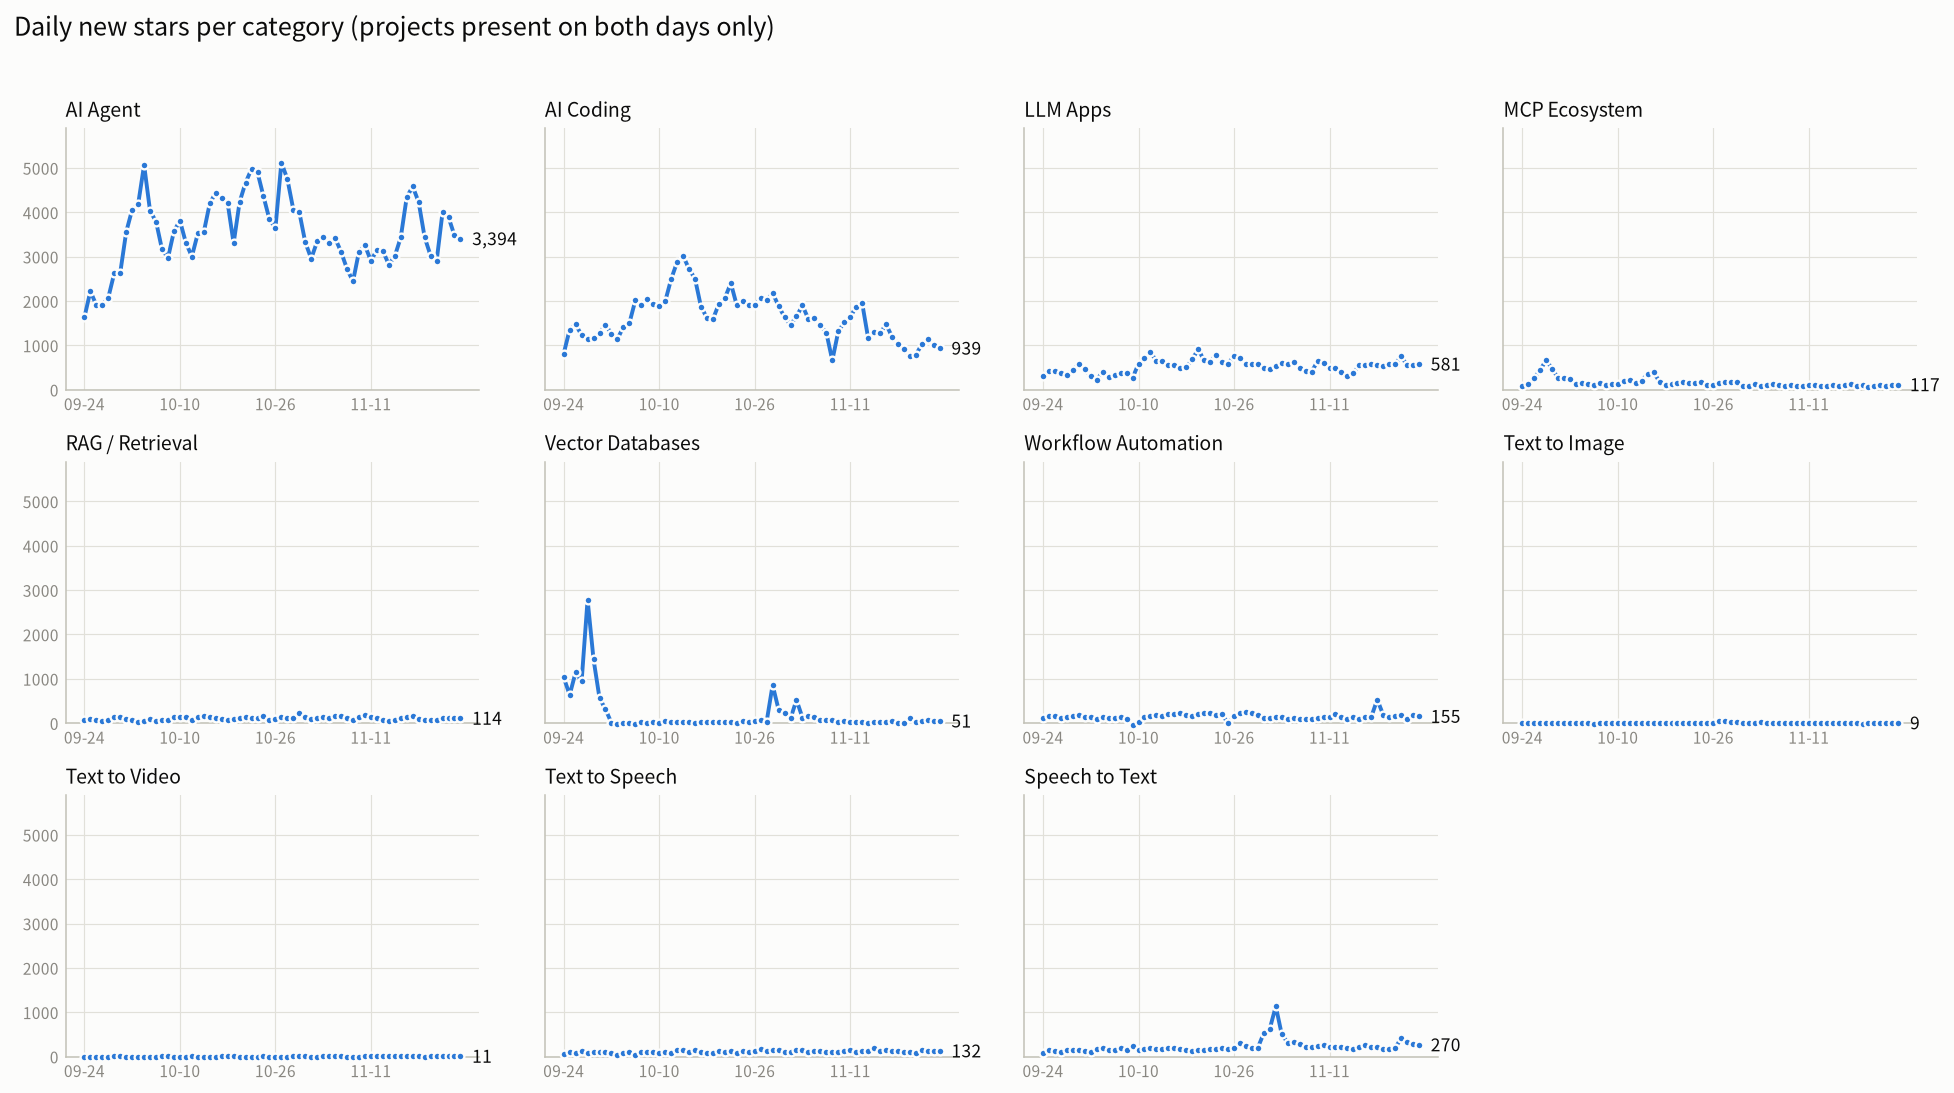 Daily new stars per category (projects present on both days only)
AI Agent
AI Coding
LLM Apps
MCP Ecosystem
5000
4000
3000
2000
1000
0
3,394
939
581
117
09-24 10-10 10-26 11-11
09-24 10-10 10-26 11-11
09-24 10-10 10-26 11-11
09-24 10-10 10-26 11-11
RAG / Retrieval
Vector Databases
Workflow Automation
Text to Image
5000
4000
3000
2000
1000
0
114
51
155
9
09-24 10-10 10-26 11-11
09-24 10-10 10-26 11-11
09-24 10-10 10-26 11-11
09-24 10-10 10-26 11-11
Text to Video
Text to Speech
Speech to Text
5000
4000
3000
2000
1000
0
11
132
270
09-24 10-10 10-26 11-11
09-24 10-10 10-26 11-11
09-24 10-10 10-26 11-11